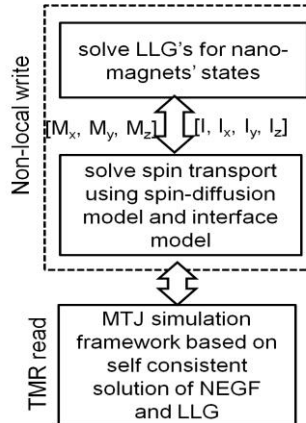 solve LLG's for nano-
magnets' states
[Mx, My, Mz] [I, Ix, Iy, Iz]
Non-local write
solve spin transport
using spin-diffusion
model and interface
model
TMR read
MTJ simulation
framework based on
self consistent
solution of NEGF
and LLG